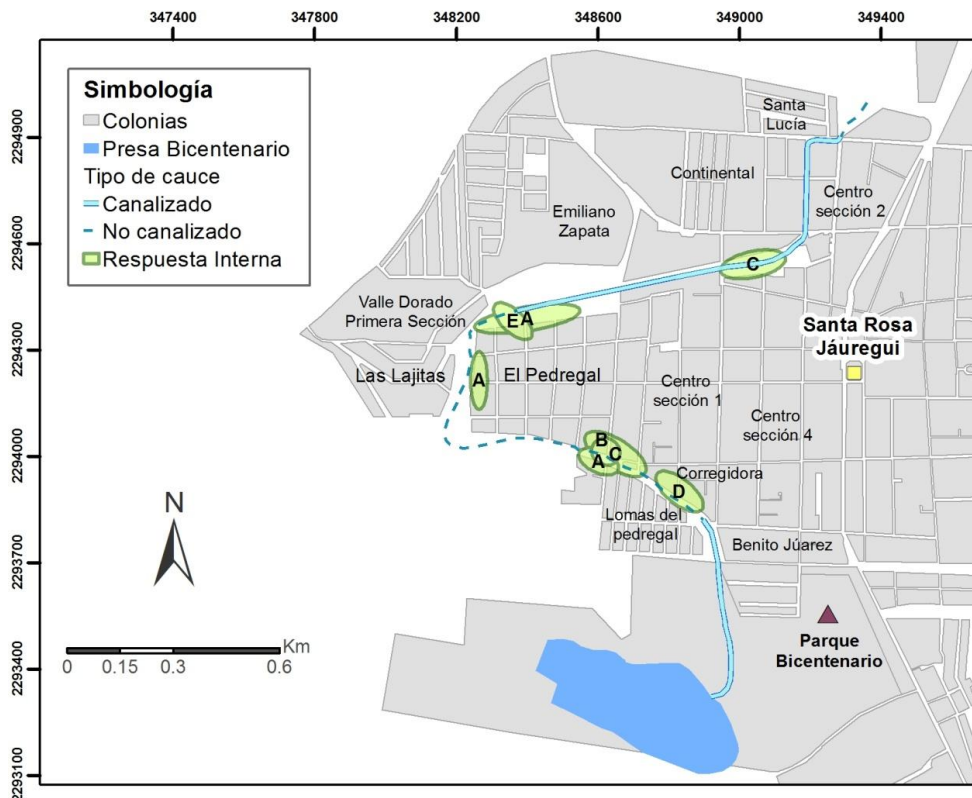 347400 347800 348200 348600 349000 349400
2294900
2294600
2294300
2294000
2293700
2293400
2293100
Simbología
Colonias
Presa Bicentenario
Tipo de cauce
Canalizado
No canalizado
Respuesta Interna
Santa
Lucía
Continental
Centro
sección 2
Emiliano
Zapata
C
Valle Dorado
Primera Sección
E A
Santa Rosa
Jáuregui
Las Lajitas
A
El Pedregal
Centro
sección 1
Centro
sección 4
B
C
A
Corregidora
D
Lomas del
pedregal
Benito Júarez
N
Parque
Bicentenario
Km
0 0.15 0.3 0.6